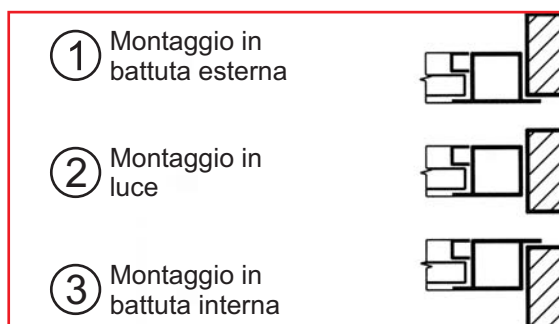 1 Montaggio in
battuta esterna
2 Montaggio in
luce
3 Montaggio in
battuta interna